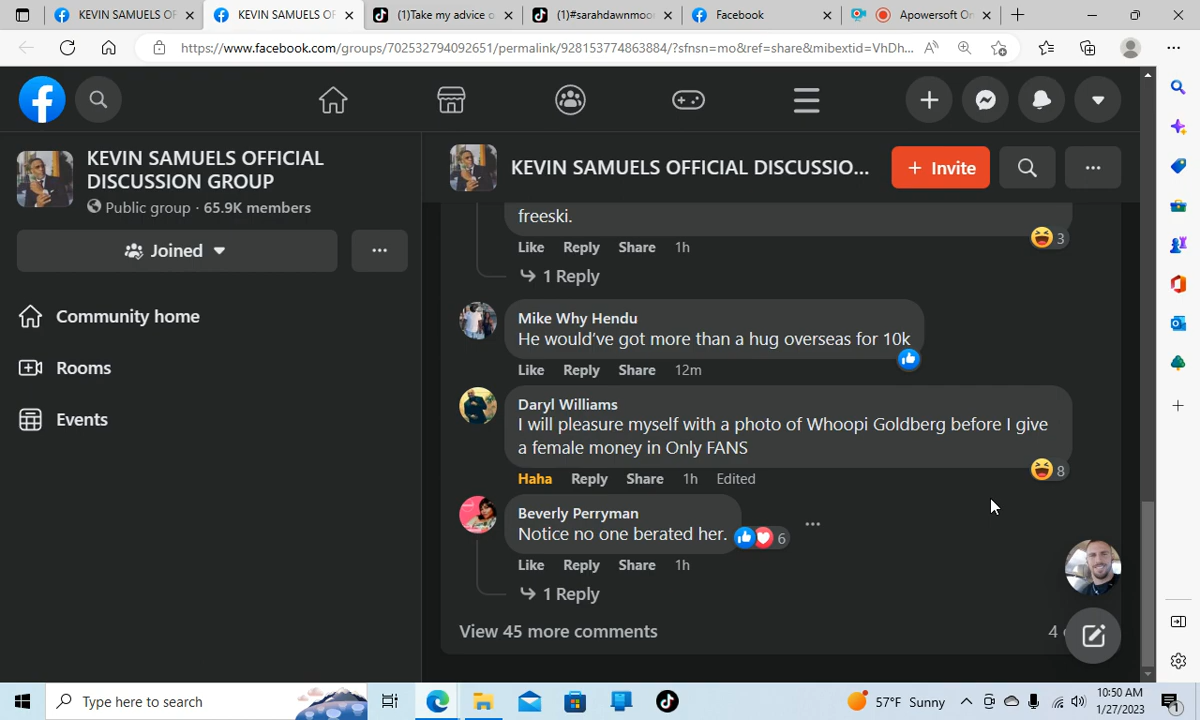 KEVIN SAMUELS OF
KEVIN SAMUELS OF
(1)Take my advice o
(1)#sarahdawnmoo
Facebook
Apowersoft On
https://www.facebook.com/groups/702532794092651/permalink/928153774863884/?sfnsn=mo&ref=share&mibextid=VhDh...
KEVIN SAMUELS OFFICIAL
DISCUSSION GROUP
Public group · 65.9K members
Joined
Community home
Rooms
Events
KEVIN SAMUELS OFFICIAL DISCUSSIO...
+ Invite
freeski.
3
Like Reply Share 1h
1 Reply
Mike Why Hendu
He would've got more than a hug overseas for 10k
Like Reply Share 12m
Daryl Williams
I will pleasure myself with a photo of Whoopi Goldberg before I give
a female money in Only FANS
8
Haha Reply Share 1h Edited
Beverly Perryman
Notice no one berated her.
6
Like Reply Share 1h
1 Reply
View 45 more comments
4
Type here to search
57°F Sunny
10:50 AM
1/27/2023
1